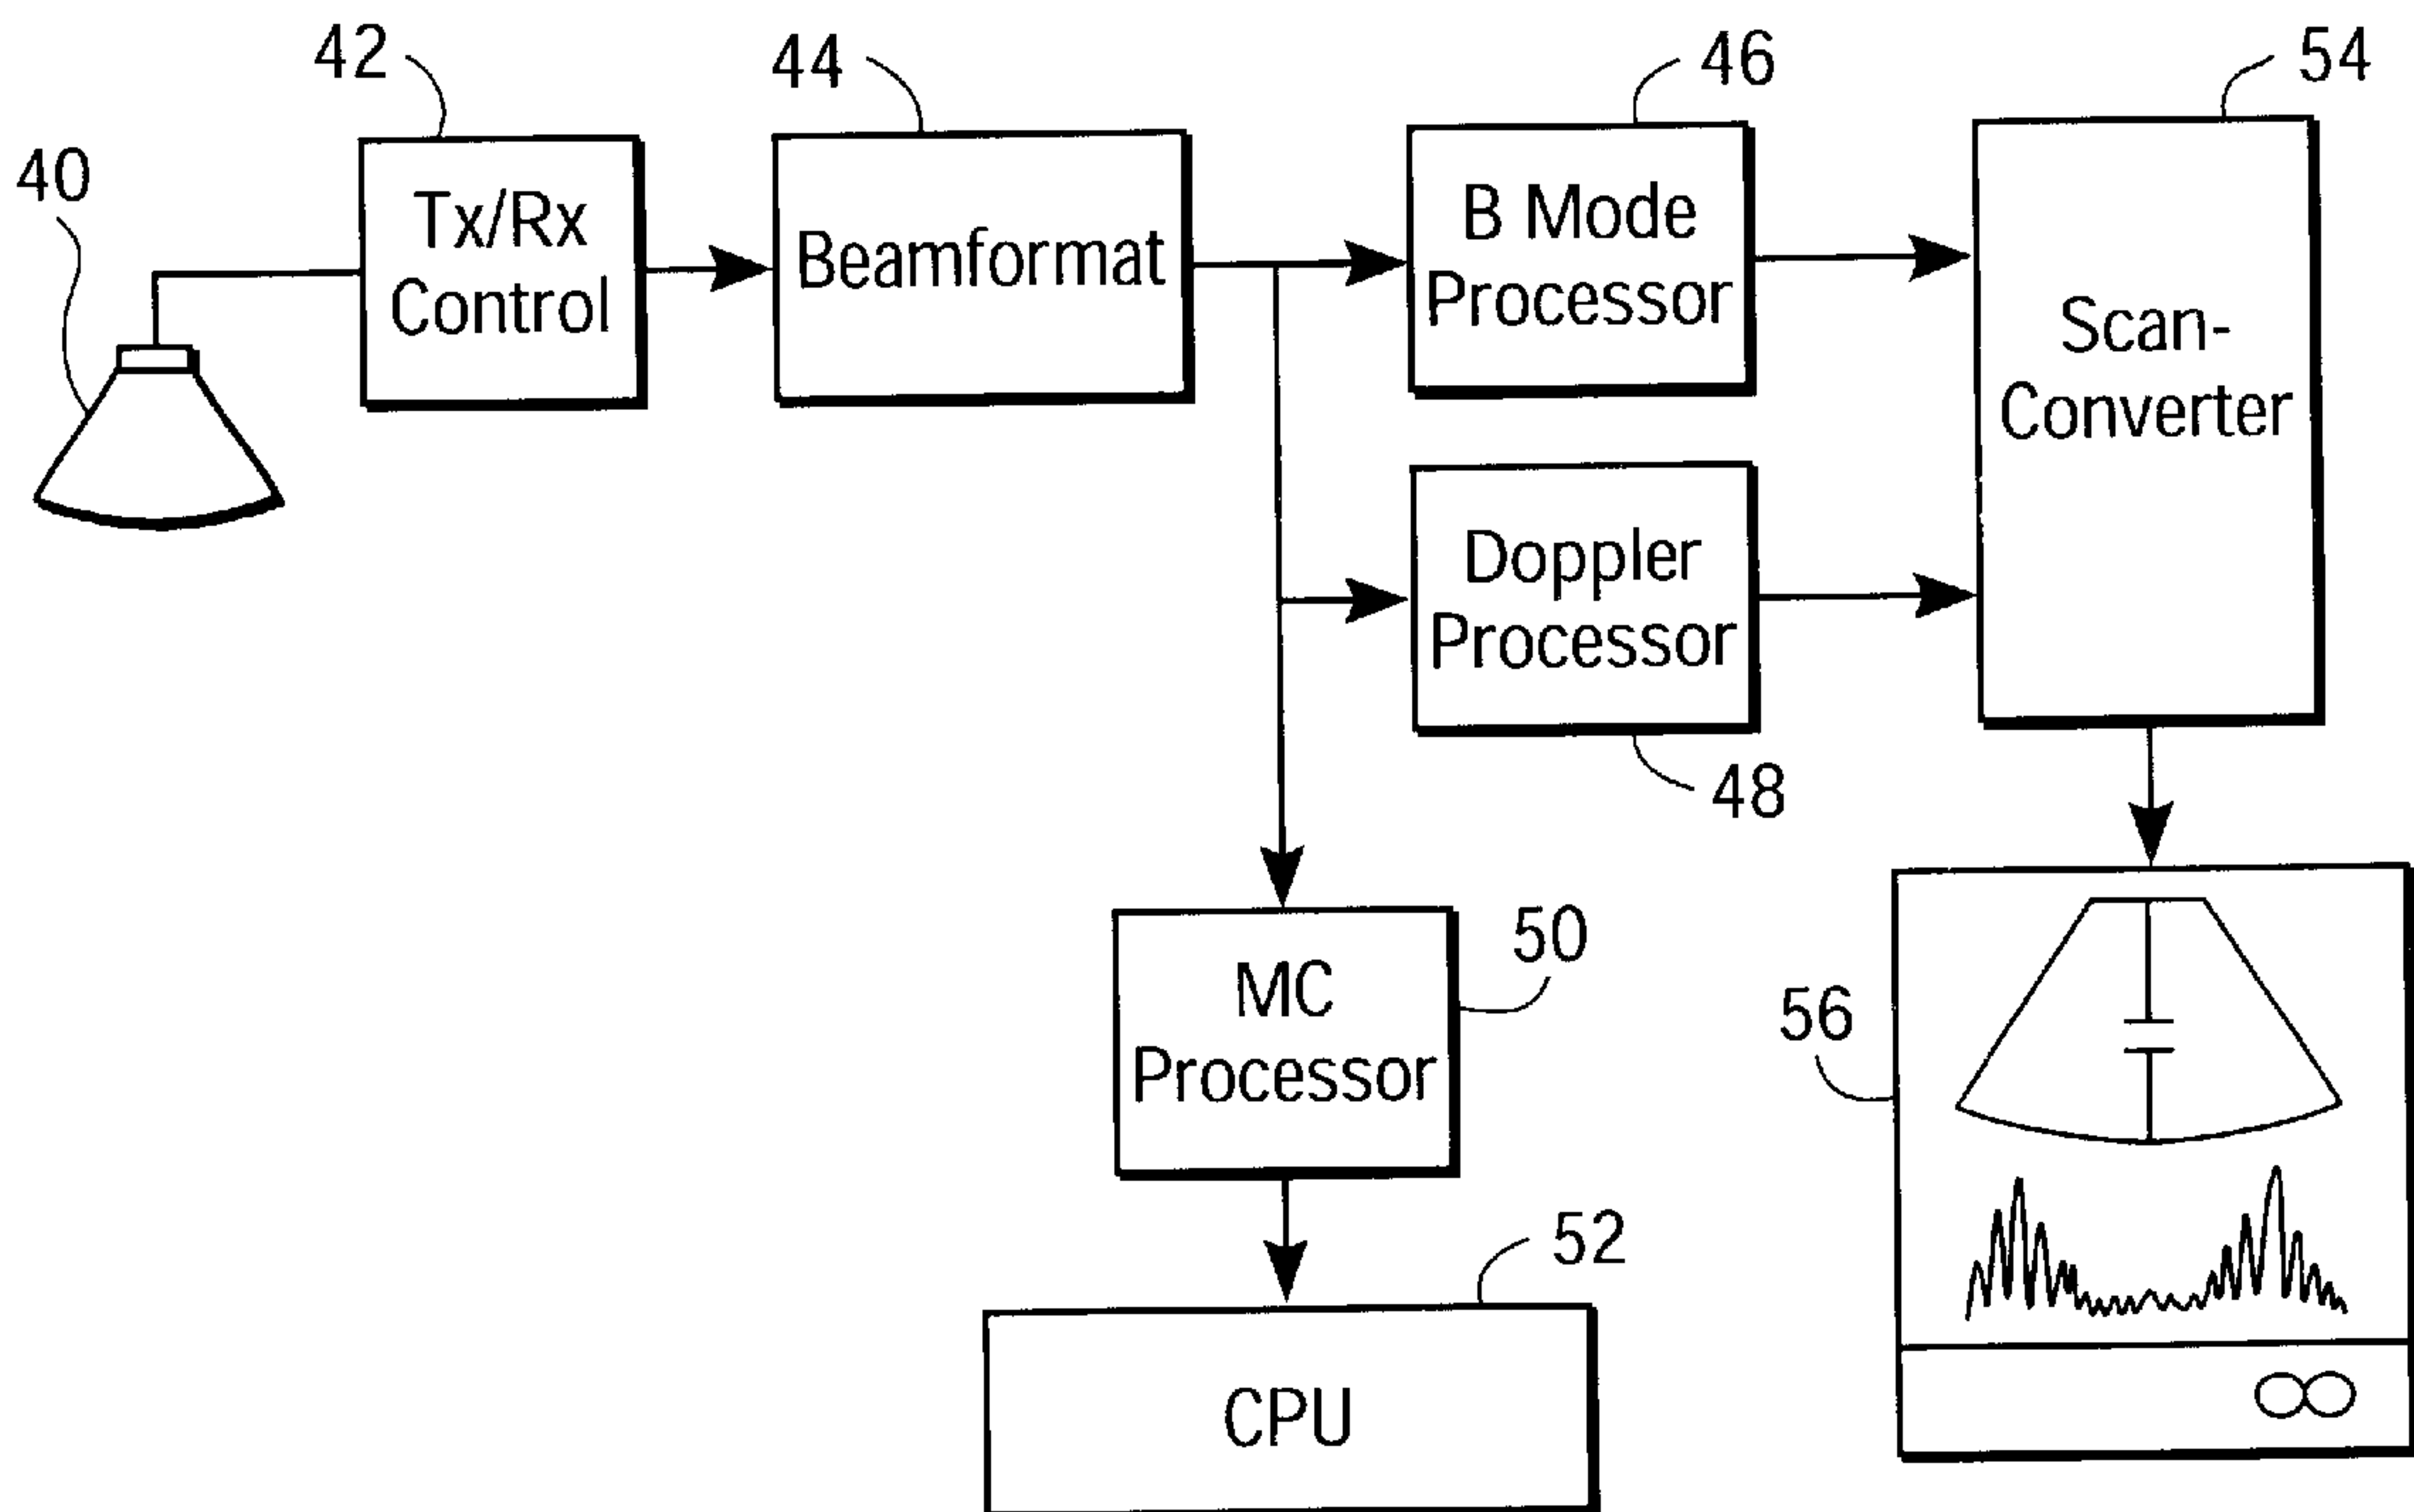 42
44
46
54
40
Tx/Rx
Control
Beamformat
B Mode
Processor
Scan-
Converter
Doppler
Processor
48
MC
Processor
50
56
52
CPU